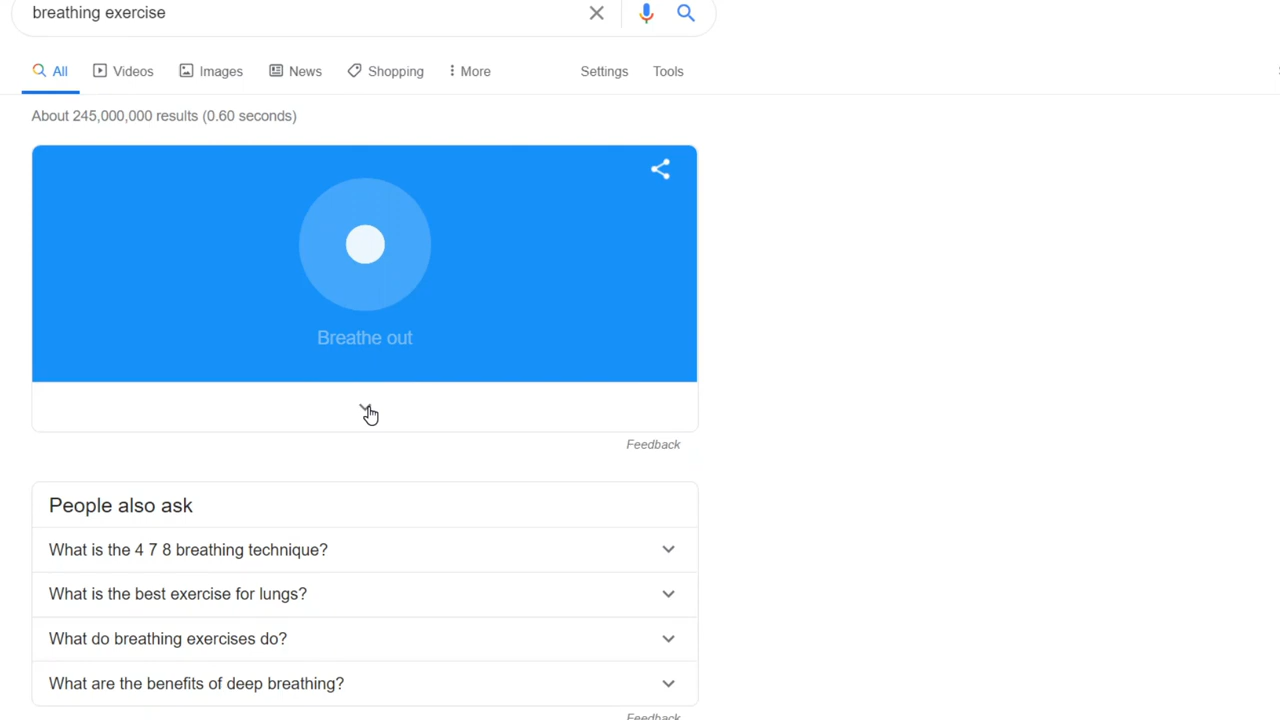 breathing exercise
All Videos Images News Shopping More Settings Tools
About 245,000,000 results (0.60 seconds)
Breathe out
Feedback
People also ask
What is the 4 7 8 breathing technique?
What is the best exercise for lungs?
What do breathing exercises do?
What are the benefits of deep breathing?
Feedback